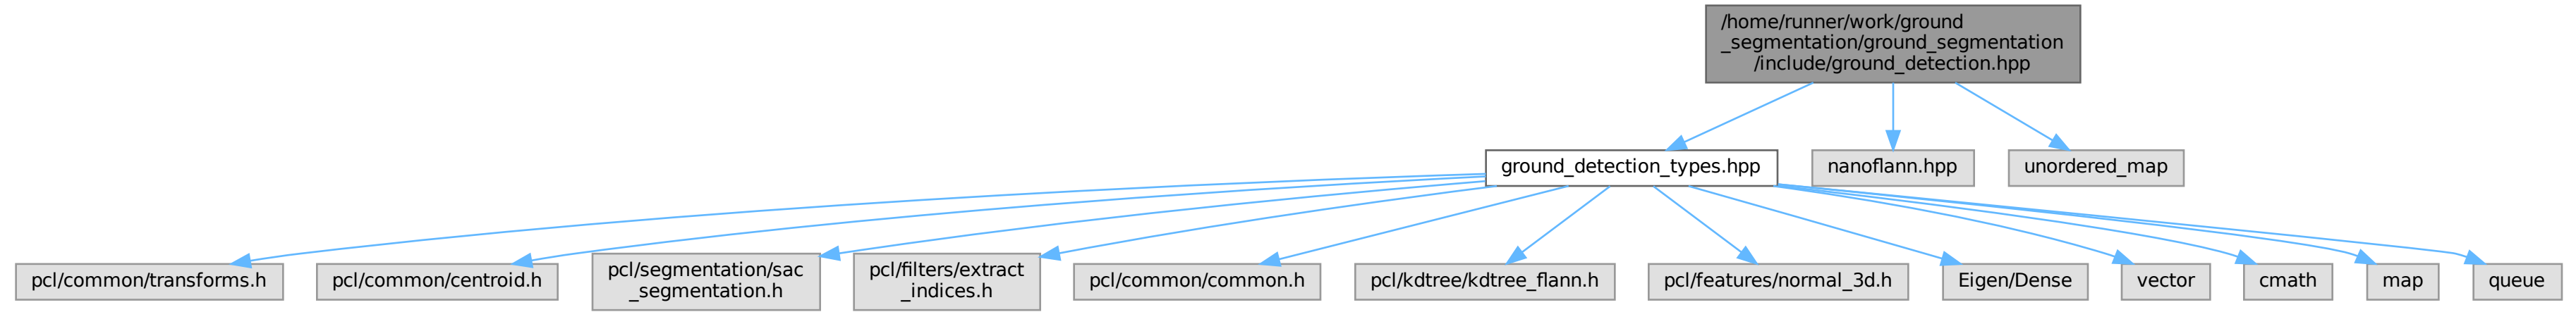 /home/runner/work/ground
_segmentation/ground_segmentation
/include/ground_detection.hpp
ground_detection_types.hpp
nanoflann.hpp
unordered_map
pcl/common/transforms.h
pcl/common/centroid.h
pcl/segmentation/sac
_segmentation.h
pcl/filters/extract
_indices.h
pcl/common/common.h
pcl/kdtree/kdtree_flann.h
pcl/features/normal_3d.h
Eigen/Dense
vector
cmath
map
queue